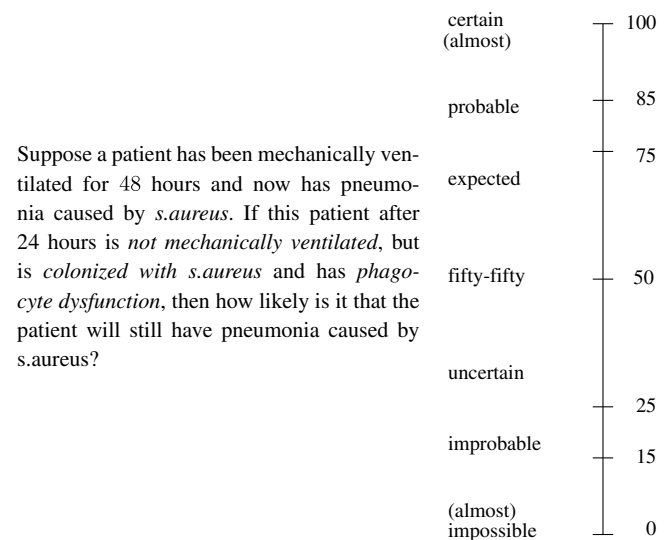 Suppose a patient has been mechanically ven-
tilated for 48 hours and now has pneumo-
nia caused by s.aureus. If this patient after
24 hours is not mechanically ventilated, but
is colonized with s.aureus and has phago-
cyte dysfunction, then how likely is it that the
patient will still have pneumonia caused by
s.aureus?
certain
(almost)
100
probable
85
75
expected
fifty-fifty
50
uncertain
25
improbable
15
(almost)
impossible
0